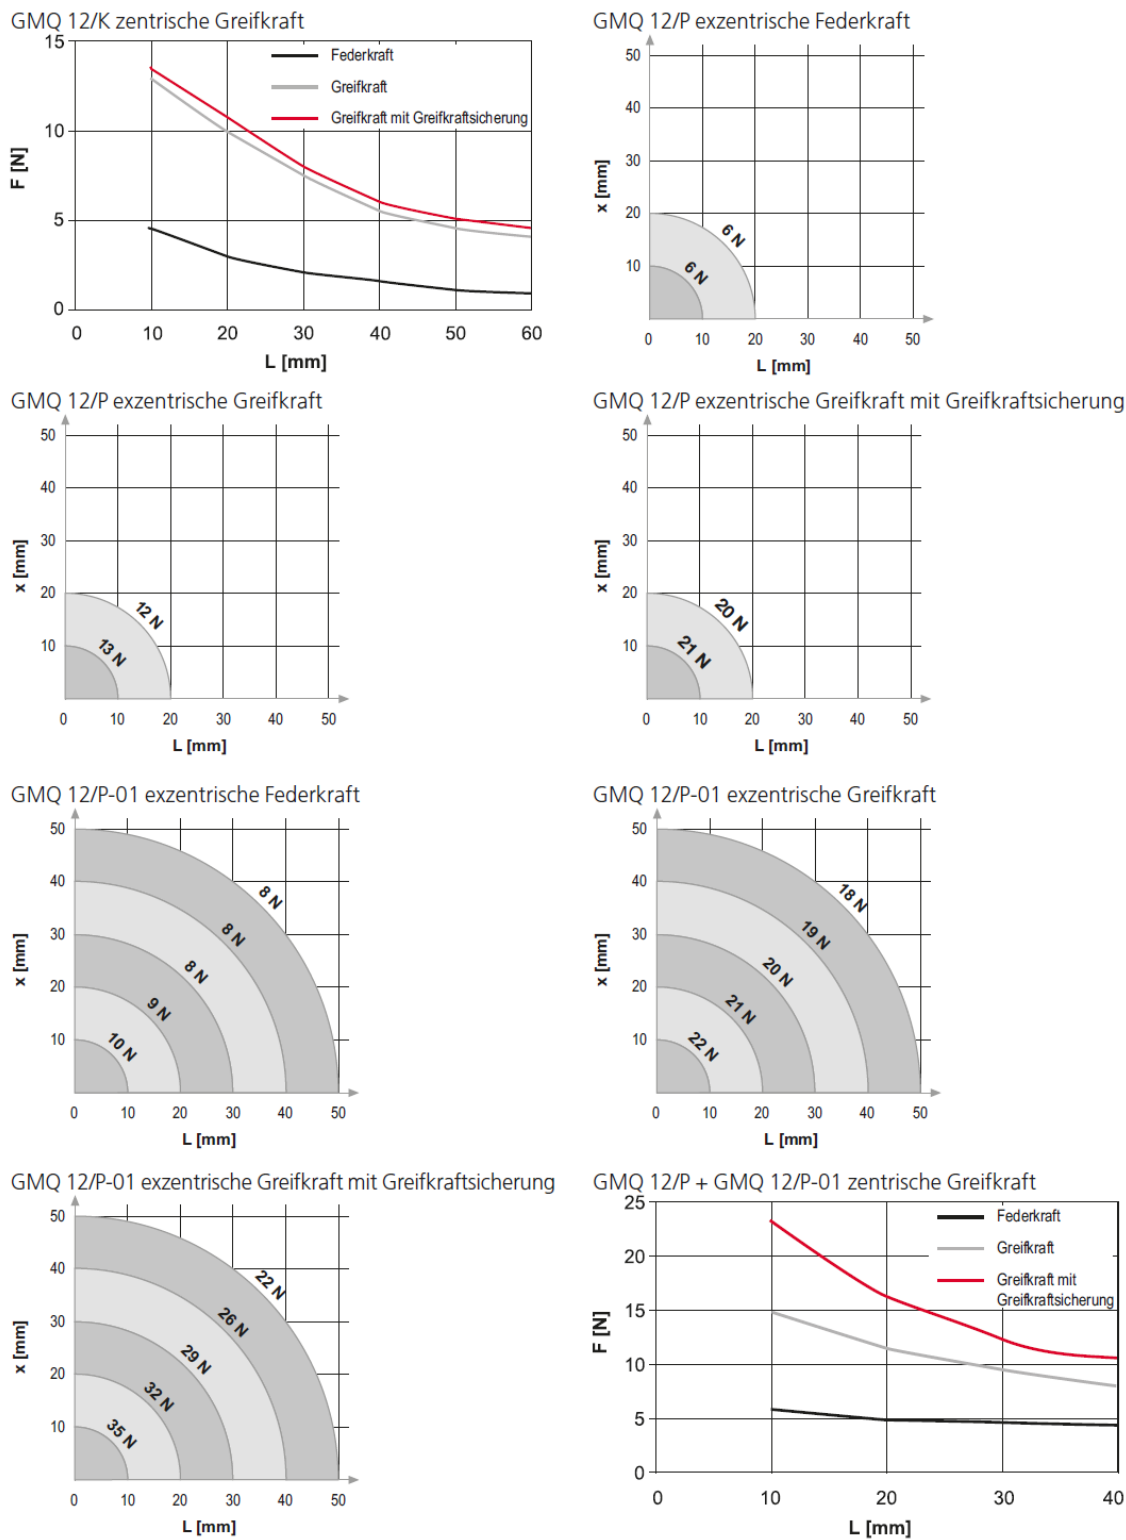 GMQ 12/K zentrische Greifkraft
15
10
5
0
F [N]
Federkraft
Greifkraft
Greifkraft mit Greifkraftsicherung
0 10 20 30 40 50 60
L [mm]
GMQ 12/P exzentrische Federkraft
50
40
30
20
10
x [mm]
6 N
6 N
0 10 20 30 40 50
L [mm]
GMQ 12/P exzentrische Greifkraft
50
40
30
20
10
x [mm]
12 N
13 N
0 10 20 30 40 50
L [mm]
GMQ 12/P exzentrische Greifkraft mit Greifkraftsicherung
50
40
30
20
10
x [mm]
20 N
21 N
0 10 20 30 40 50
L [mm]
GMQ 12/P-01 exzentrische Federkraft
50
40
30
20
10
x [mm]
8 N
8 N
8 N
9 N
10 N
0 10 20 30 40 50
L [mm]
GMQ 12/P-01 exzentrische Greifkraft
50
40
30
20
10
x [mm]
18 N
19 N
20 N
21 N
22 N
0 10 20 30 40 50
L [mm]
GMQ 12/P-01 exzentrische Greifkraft mit Greifkraftsicherung
50
40
30
20
10
x [mm]
22 N
26 N
29 N
32 N
35 N
0 10 20 30 40 50
L [mm]
GMQ 12/P + GMQ 12/P-01 zentrische Greifkraft
25
20
15
10
5
0
F [N]
Federkraft
Greifkraft
Greifkraft mit
Greifkraftsicherung
0 10 20 30 40
L [mm]